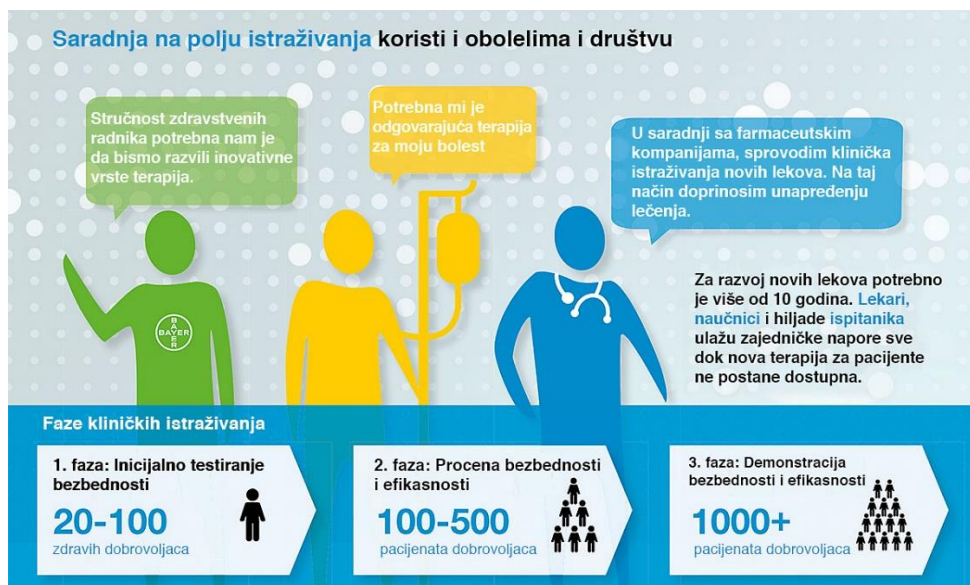 Saradnja na polju istraživanja koristi i obolelima i društvu
Stručnost zdravstvenih
radnika potrebna nam je
da bismo razvili inovativne
vrste terapija.
Potrebna mi je
odgovarajuća terapija
za moju bolest
U saradnji sa farmaceutskim
kompanijama, sprovodim klinička
istraživanja novih lekova. Na taj
način doprinosim unapređenju
lečenja.
BAYER
BAYER
Za razvoj novih lekova potrebno
je više od 10 godina. Lekari,
naučnici i hiljade ispitanika
ulažu zajedničke napore sve
dok nova terapija za pacijente
ne postane dostupna.
Faze kliničkih istraživanja
1. faza: Inicijalno testiranje
bezbednosti
20-100
zdravih dobrovoljaca
2. faza: Procena bezbednosti
i efikasnosti
100-500
pacijenata dobrovoljaca
3. faza: Demonstracija
bezbednosti i efikasnosti
1000+
pacijenata dobrovoljaca